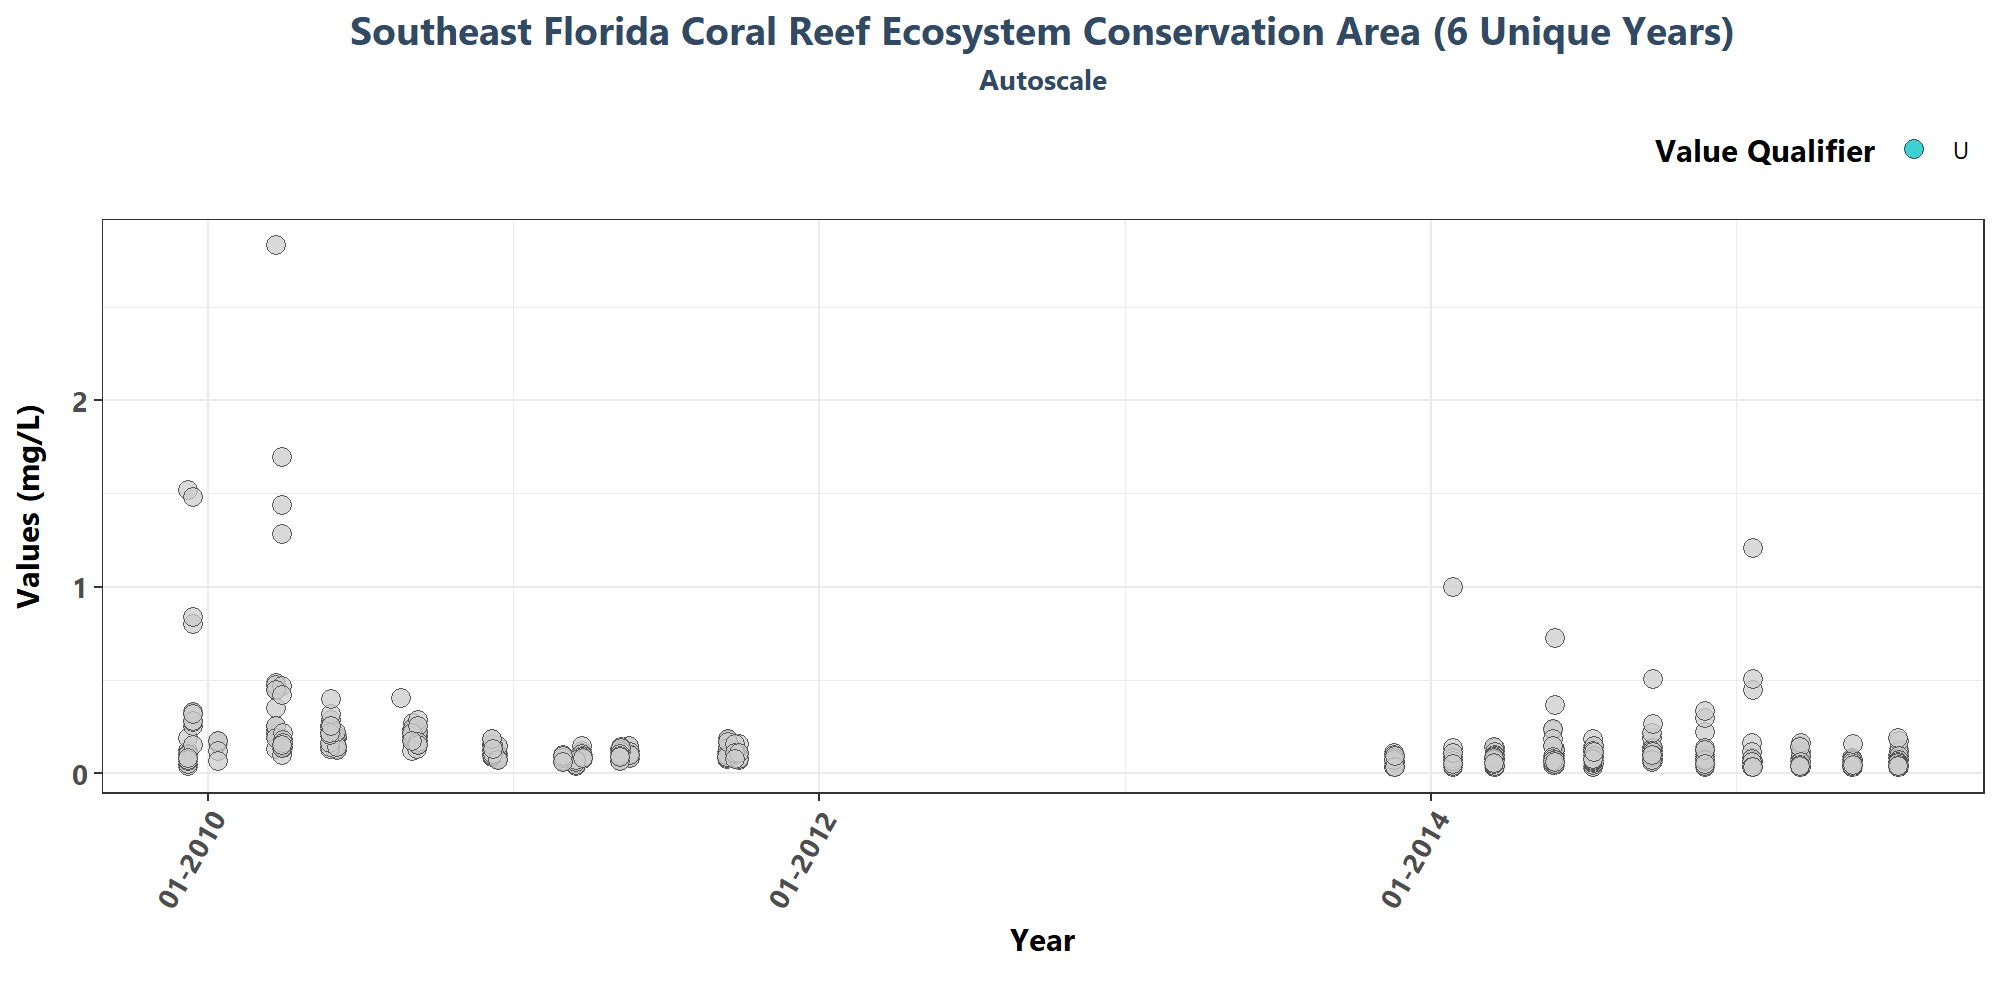 Southeast Florida Coral Reef Ecosystem Conservation Area (6 Unique Years)
Autoscale
Value Qualifier U
Values (mg/L)
2
1
0
01-2010 01-2012 01-2014
Year